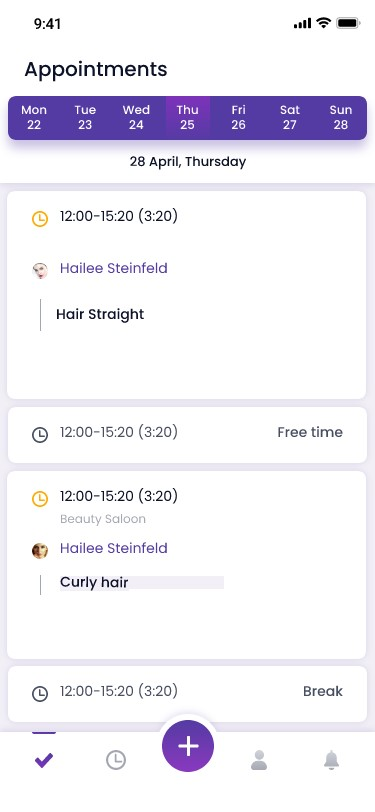 9:41
Appointments
Mon Tue Wed Thu Fri Sat Sun
22 23 24 25 26 27 28
28 April, Thursday
12:00-15:20 (3:20)
Hailee Steinfeld
Hair Straight
12:00-15:20 (3:20) Free time
12:00-15:20 (3:20)
Beauty Saloon
Hailee Steinfeld
Curly hair
12:00-15:20 (3:20) Break